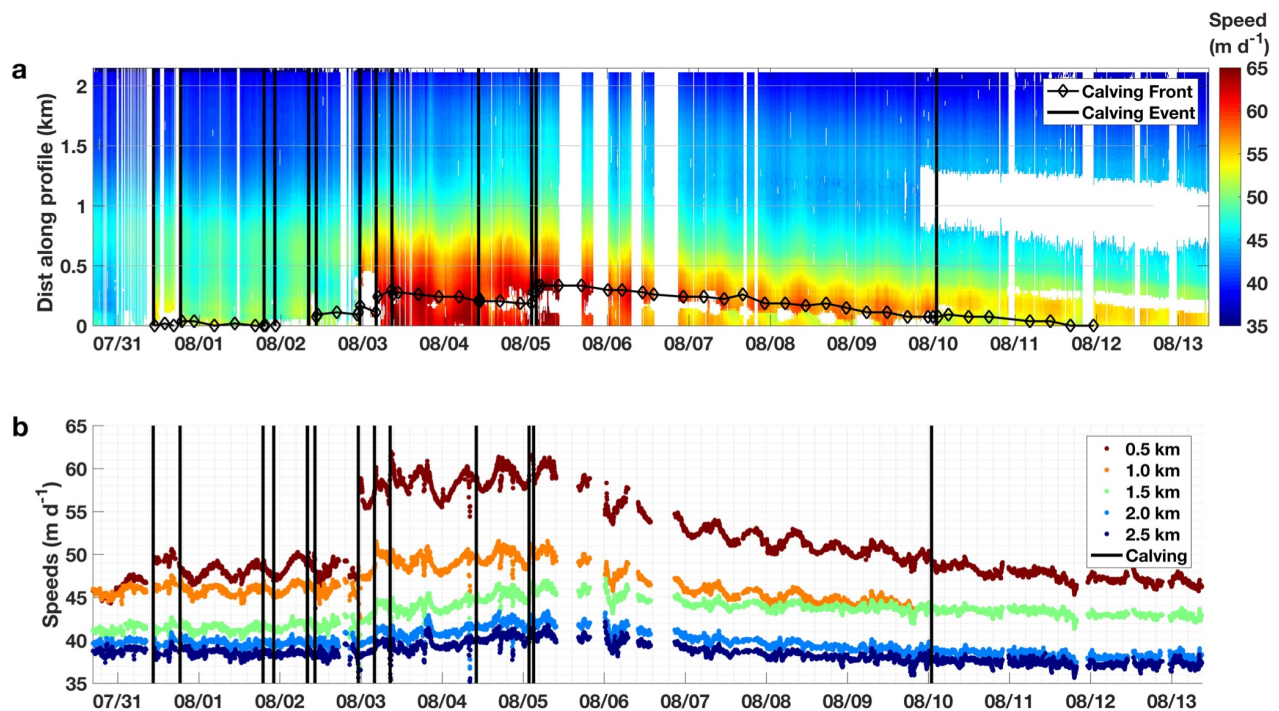 Speed
(m d⁻¹)
a
Dist along profile (km)
2
1.5
1
0.5
0
Calving Front
Calving Event
65
60
55
50
45
40
35
07/31 08/01 08/02 08/03 08/04 08/05 08/06 08/07 08/08 08/09 08/10 08/11 08/12 08/13
b
Speeds (m d⁻¹)
65
60
55
50
45
40
35
0.5 km
1.0 km
1.5 km
2.0 km
2.5 km
Calving
07/31 08/01 08/02 08/03 08/04 08/05 08/06 08/07 08/08 08/09 08/10 08/11 08/12 08/13